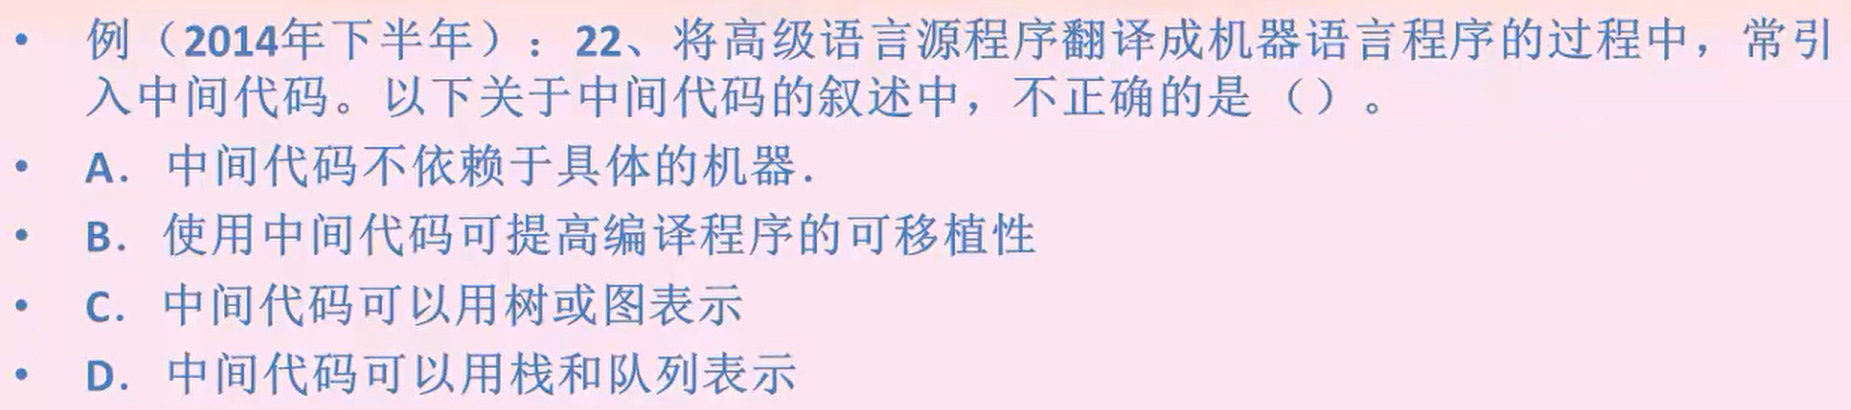 • 例（2014年下半年）：22、将高级语言源程序翻译成机器语言程序的过程中，常引
入中间代码。以下关于中间代码的叙述中，不正确的是（）。
• A. 中间代码不依赖于具体的机器.
• B. 使用中间代码可提高编译程序的可移植性
• C. 中间代码可以用树或图表示
• D. 中间代码可以用栈和队列表示